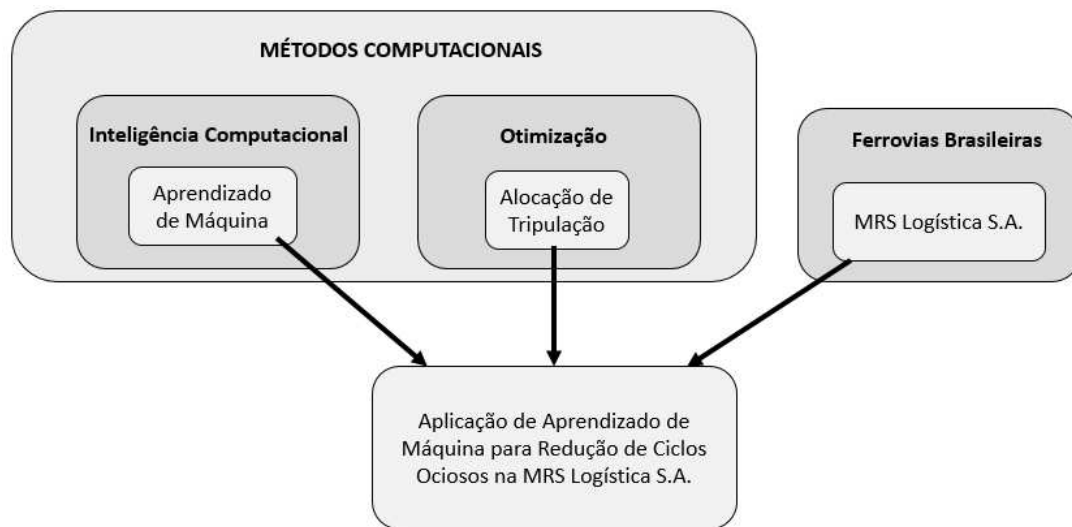 MÉTODOS COMPUTACIONAIS
Inteligência Computacional
Aprendizado
de Máquina
Otimização
Alocação de
Tripulação
Ferrovias Brasileiras
MRS Logística S.A.
Aplicação de Aprendizado de
Máquina para Redução de Ciclos
Ociosos na MRS Logística S.A.